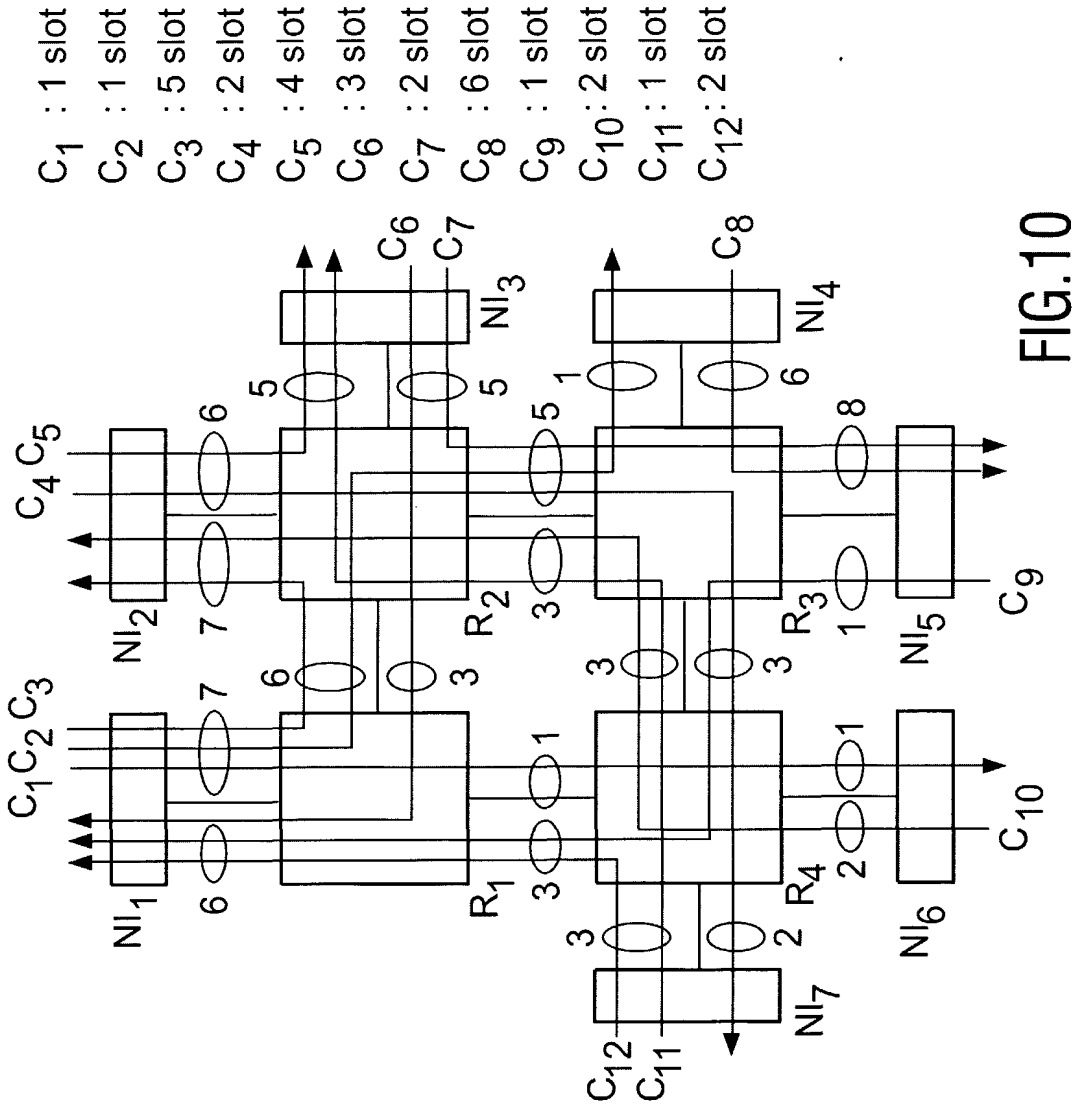 C1 : 1 slot
C2 : 1 slot
C3 : 5 slot
C4 : 2 slot
C5 : 4 slot
C6 : 3 slot
C7 : 2 slot
C8 : 6 slot
C9 : 1 slot
C10 : 2 slot
C11 : 1 slot
C12 : 2 slot
C1 C2 C3
C4 C5
NI1
NI2
7
6
6
7
5
5
NI3
C6
C7
6
3
R1
R2
3
1
3
5
1
6
NI4
C8
3
3
R4
R3
3
2
2
1
1
8
NI7
C12
C11
NI6
NI5
C10
C9
FIG.10